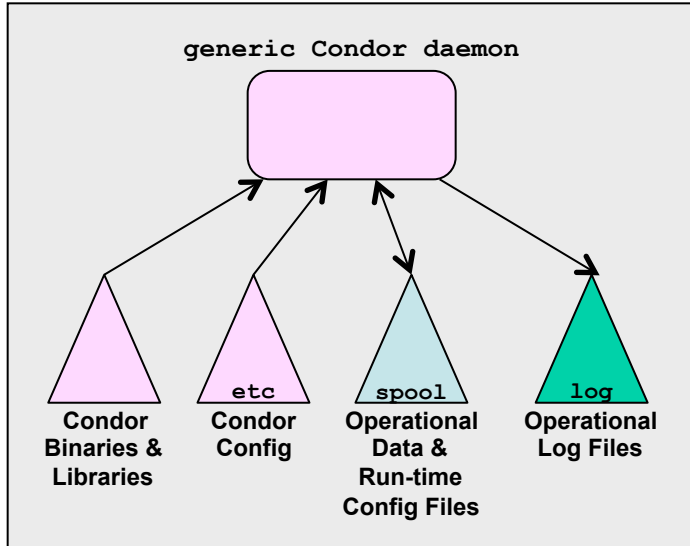 generic Condor daemon
etc
spool
log
Condor
Binaries &
Libraries
Condor
Config
Operational
Data &
Run-time
Config Files
Operational
Log Files